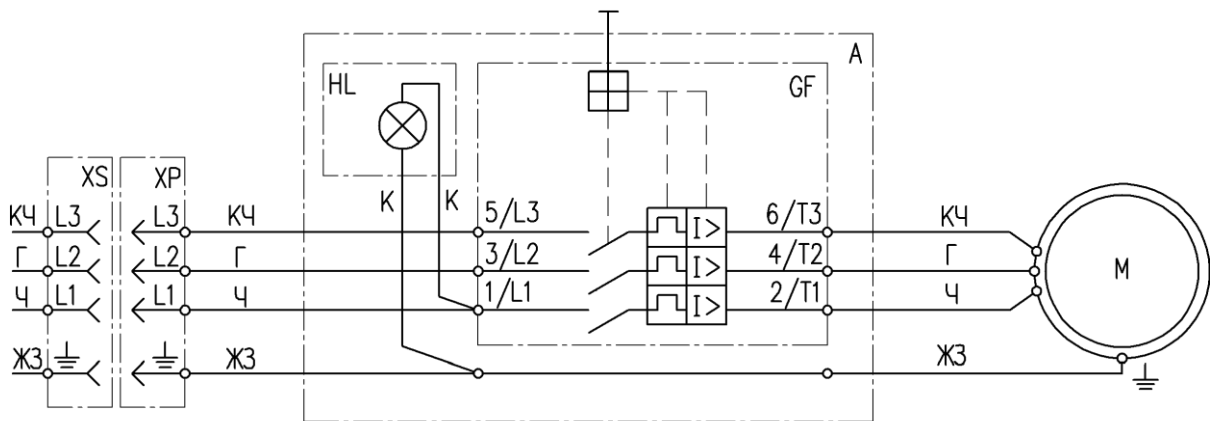 A
HL
GF
XS
XP
К
К
КЧ
L3
L3
КЧ
5/L3
I>
6/T3
КЧ
Г
L2
L2
Г
3/L2
I>
4/T2
Г
М
Ч
L1
L1
Ч
1/L1
I>
2/T1
Ч
ЖЗ
ЖЗ
ЖЗ